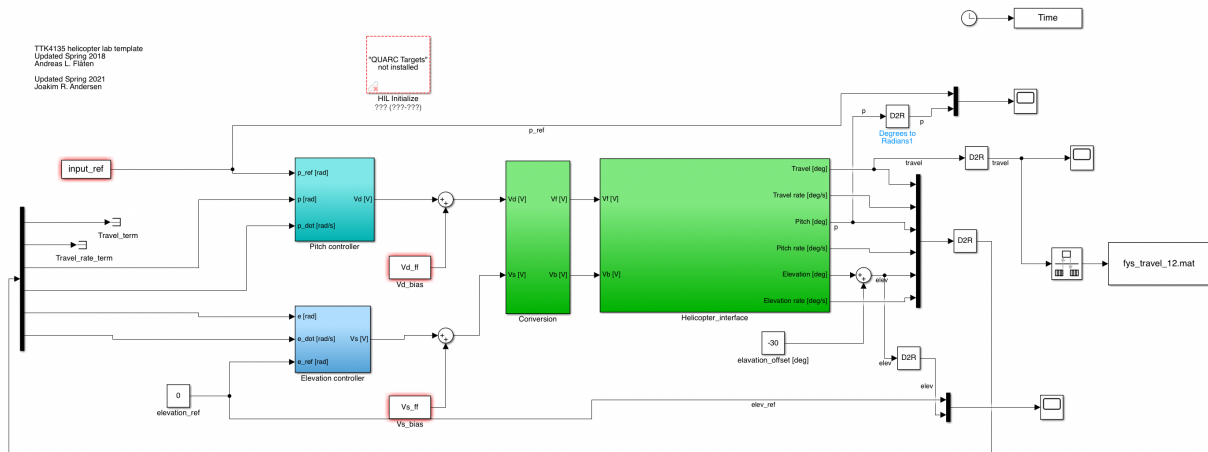 Time
TTK4135 helicopter lab template
Updated Spring 2018
Andreas L. Flåten
Updated Spring 2021
Joakim R. Andersen
"QUARC Targets"
not installed
HIL Initialize
??? (???-???)
p_ref
p
D2R
p
Degrees to
Radians1
input_ref
p_ref [rad]
p [rad]
p_dot [rad/s]
Vd [V]
Pitch controller
Vd_ff
Vd_bias
Vd [V]
Vs [V]
Vf [V]
Vb [V]
Conversion
Vf [V]
Vb [V]
Travel [deg]
Travel rate [deg/s]
Pitch [deg]
Pitch rate [deg/s]
Elevation [deg]
Elevation rate [deg/s]
Helicopter_interface
travel
D2R
travel
p
D2R
elev
fys_travel_12.mat
Travel_term
Travel_rate_term
e [rad]
e_dot [rad/s]
e_ref [rad]
Vs [V]
Elevation controller
-30
elavation_offset [deg]
elev
D2R
elev
0
elevation_ref
Vs_ff
Vs_bias
elev_ref